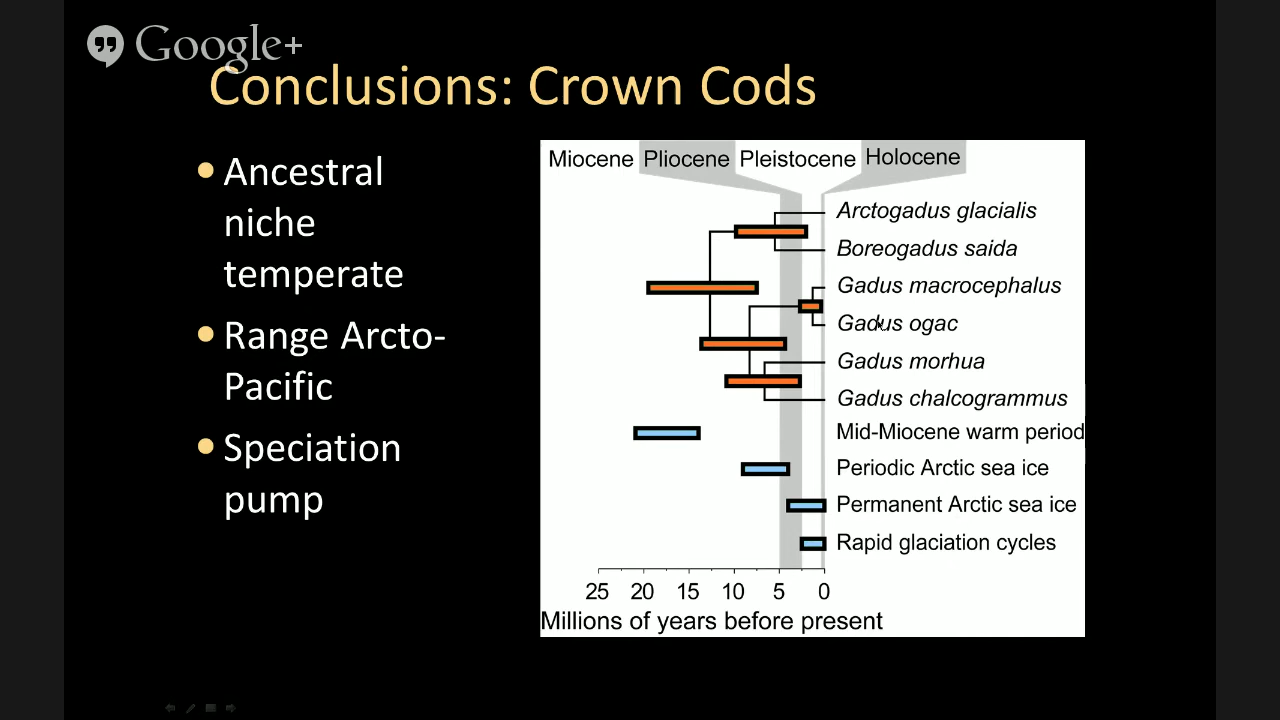 Google+
Conclusions: Crown Cods
• Ancestral
niche
temperate
• Range Arcto-
Pacific
• Speciation
pump
Miocene Pliocene Pleistocene Holocene
Arctogadus glacialis
Boreogadus saida
Gadus macrocephalus
Gadus ogac
Gadus morhua
Gadus chalcogrammus
Mid-Miocene warm period
Periodic Arctic sea ice
Permanent Arctic sea ice
Rapid glaciation cycles
25 20 15 10 5 0
Millions of years before present